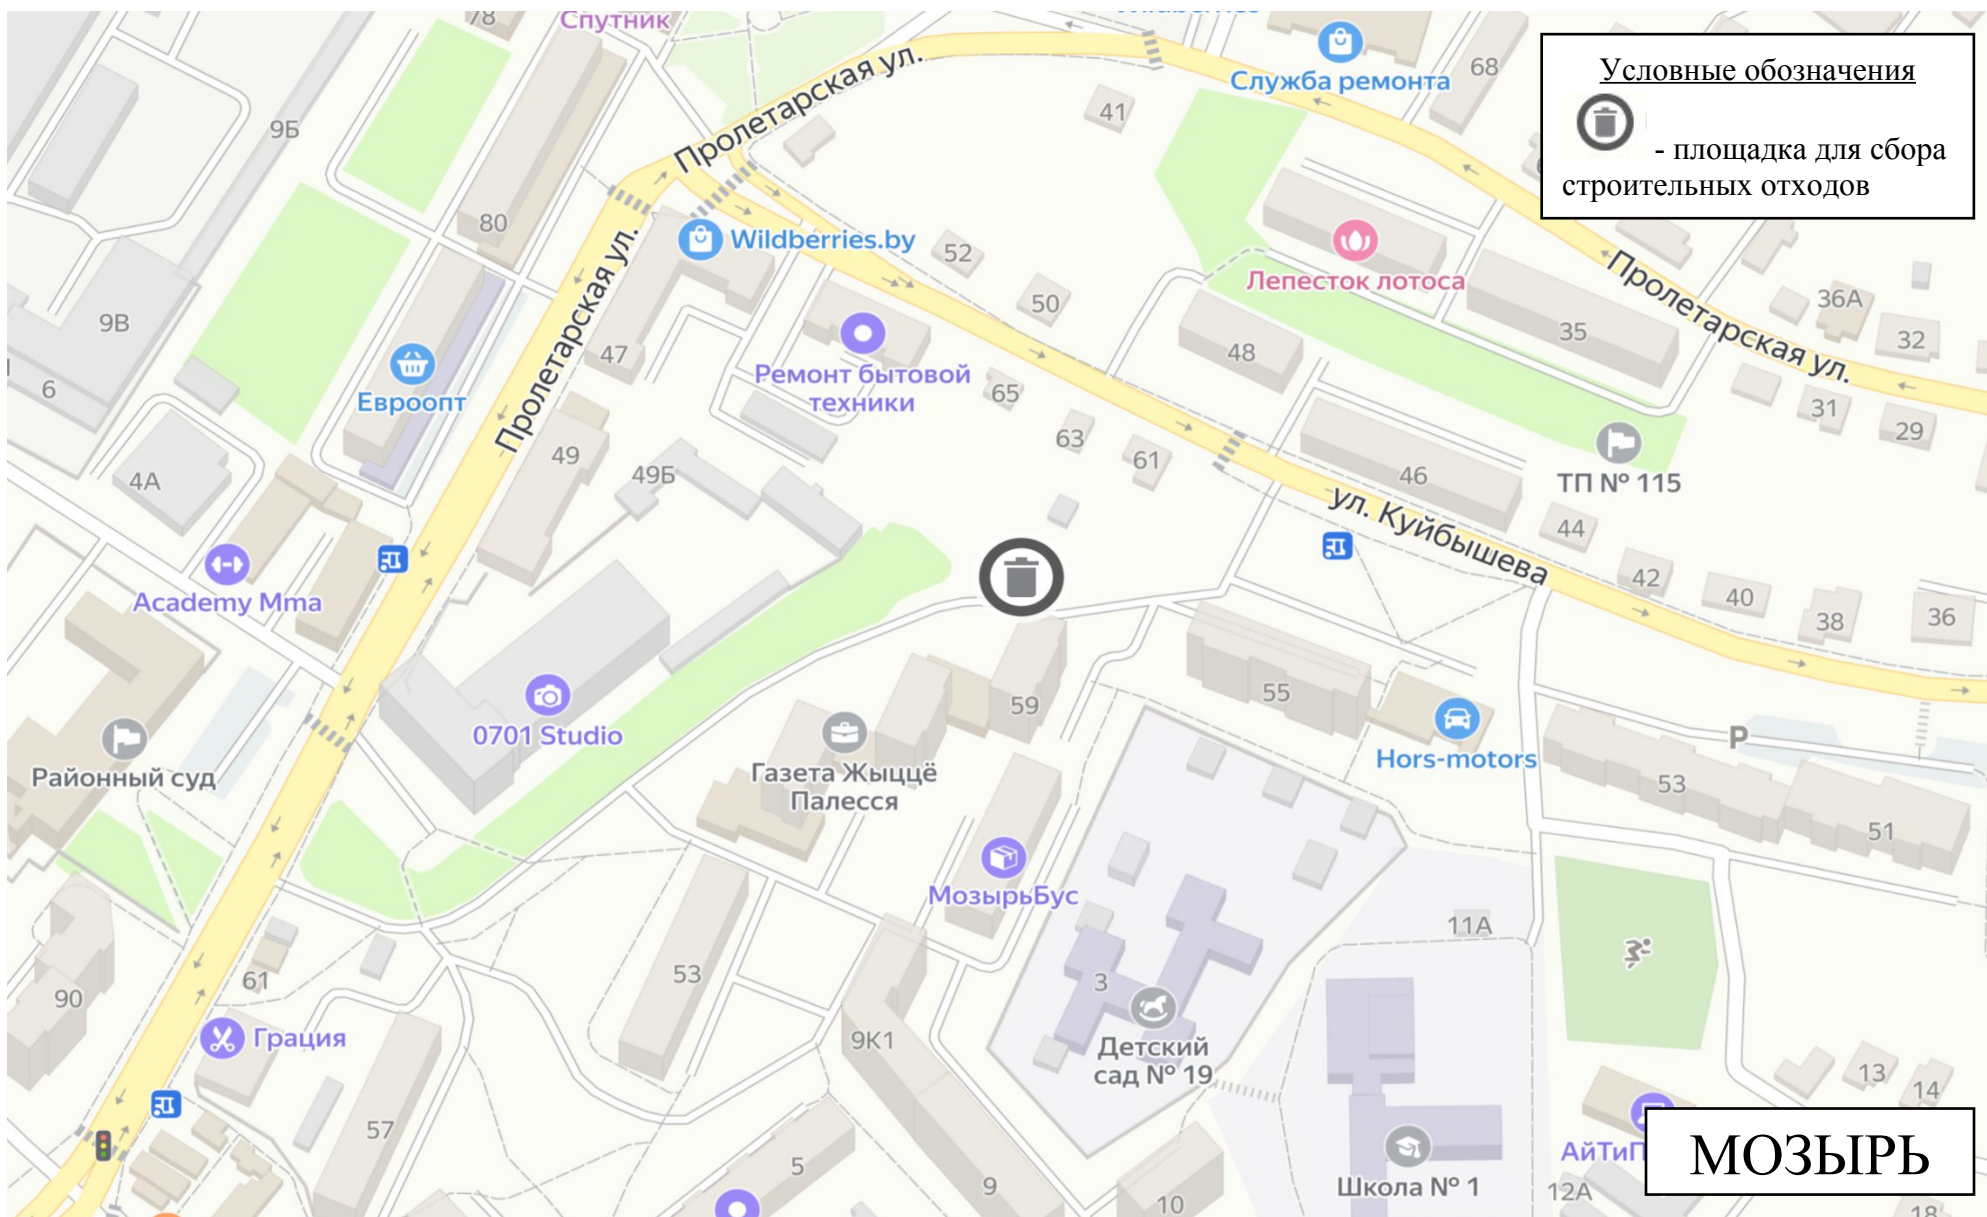 78
Спутник
Служба ремонта
68
Условные обозначения
- площадка для сбора
строительных отходов
9Б
41
Пролетарская ул.
80
Wildberries.by
52
Лепесток лотоса
Пролетарская ул.
50
36А
9В
Пролетарская ул.
47
35
32
6
Евроопт
Ремонт бытовой
техники
65
48
31
29
63
49
49Б
61
46
ТП № 115
4А
ул. Куйбышева
44
42
40
38
36
Academy Mma
55
59
0701 Studio
Районный суд
Газета Жыццё
Палесся
Hors-motors
P
53
51
МозырьБус
11А
53
3
61
90
Грация
9К1
Детский
сад № 19
13
14
57
5
9
10
Школа № 1
АйТиП
12А
МОЗЫРЬ
18